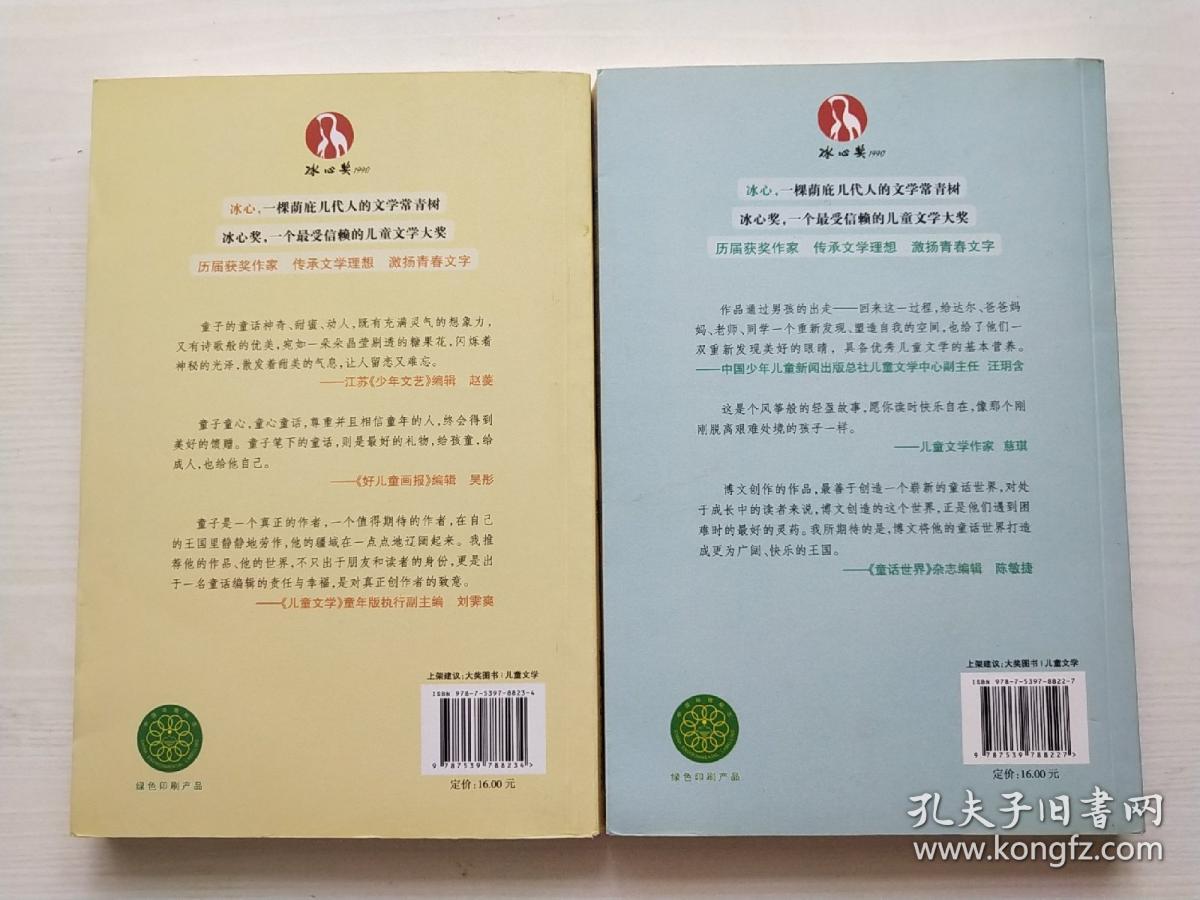 冰心奖1990
冰心，一棵荫庇几代人的文学常青树
冰心奖，一个最受信赖的儿童文学大奖
历届获奖作家 传承文学理想 激扬青春文字
童子的童话神奇、甜蜜、动人，既有充满灵气的想象力，
又有诗歌般的优美，宛如一朵朵晶莹剔透的糖果花，闪烁着
神秘的光泽，散发着甜美的气息，让人留恋又难忘。
——江苏《少年文艺》编辑 赵菱
童子童心，童心童话，尊重并且相信童年的人，终会得到
美好的馈赠。童子笔下的童话，则是最好的礼物，给孩童，给
成人，也给他自己。
——《好儿童画报》编辑 吴彤
童子是一个真正的作者，一个值得期待的作者，在自己
的王国里静静地劳作，他的疆域在一点点地辽阔起来。我推
荐他的作品、他的世界，不只出于朋友和读者的身份，更是出
于一名童话编辑的责任与幸福，是对真正创作者的致意。
——《儿童文学》童年版执行副主编 刘霁奭
上架建议：大奖图书|儿童文学
ISBN 978-7-5397-8823-4
9 787539 788234 >
定价：16.00 元
绿色印刷产品
冰心奖1990
冰心，一棵荫庇几代人的文学常青树
冰心奖，一个最受信赖的儿童文学大奖
历届获奖作家 传承文学理想 激扬青春文字
作品通过男孩的出走——回来这一过程，给达尔、爸爸妈
妈、老师、同学一个重新发现、塑造自我的空间，也给了他们一
双重新发现美好的眼睛，具备优秀儿童文学的基本营养。
——中国少年儿童新闻出版总社儿童文学中心副主任 汪玥含
这是个风筝般的轻盈故事，愿你读时快乐自在，像那个刚
刚脱离艰难处境的孩子一样。
——儿童文学作家 慈琪
博文创作的作品，最善于创造一个崭新的童话世界，对处
于成长中的读者来说，博文创造的这个世界，正是他们遇到困
难时的最好的灵药。我所期待的是，博文将他的童话世界打造
成更为广阔、快乐的王国。
——《童话世界》杂志编辑 陈敏捷
上架建议：大奖图书|儿童文学
ISBN 978-7-5397-8822-7
9 787539 788227 >
定价：16.00 元
绿色印刷产品
孔夫子旧书网
www.kongfz.com